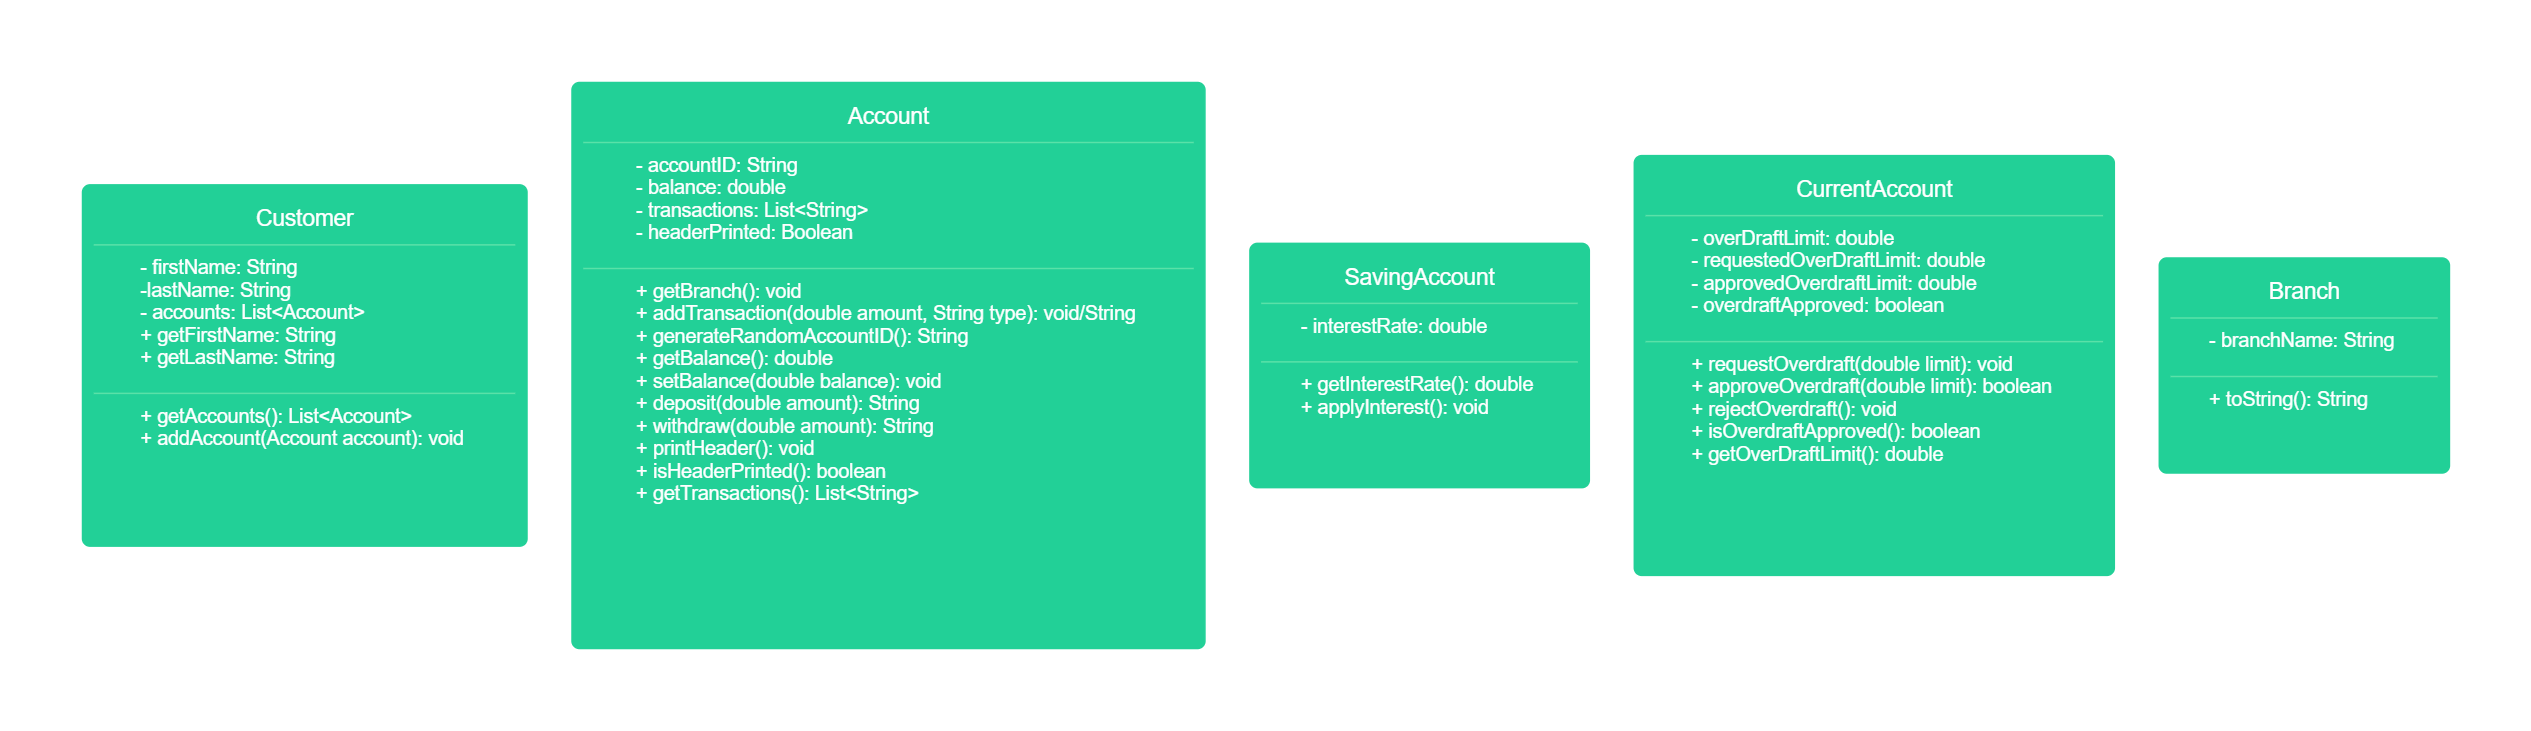 Customer
- firstName: String
-lastName: String
- accounts: List<Account>
+ getFirstName: String
+ getLastName: String
+ getAccounts(): List<Account>
+ addAccount(Account account): void
Account
- accountID: String
- balance: double
- transactions: List<String>
- headerPrinted: Boolean
+ getBranch(): void
+ addTransaction(double amount, String type): void/String
+ generateRandomAccountID(): String
+ getBalance(): double
+ setBalance(double balance): void
+ deposit(double amount): String
+ withdraw(double amount): String
+ printHeader(): void
+ isHeaderPrinted(): boolean
+ getTransactions(): List<String>
SavingAccount
- interestRate: double
+ getInterestRate(): double
+ applyInterest(): void
CurrentAccount
- overDraftLimit: double
- requestedOverDraftLimit: double
- approvedOverdraftLimit: double
- overdraftApproved: boolean
+ requestOverdraft(double limit): void
+ approveOverdraft(double limit): boolean
+ rejectOverdraft(): void
+ isOverdraftApproved(): boolean
+ getOverDraftLimit(): double
Branch
- branchName: String
+ toString(): String